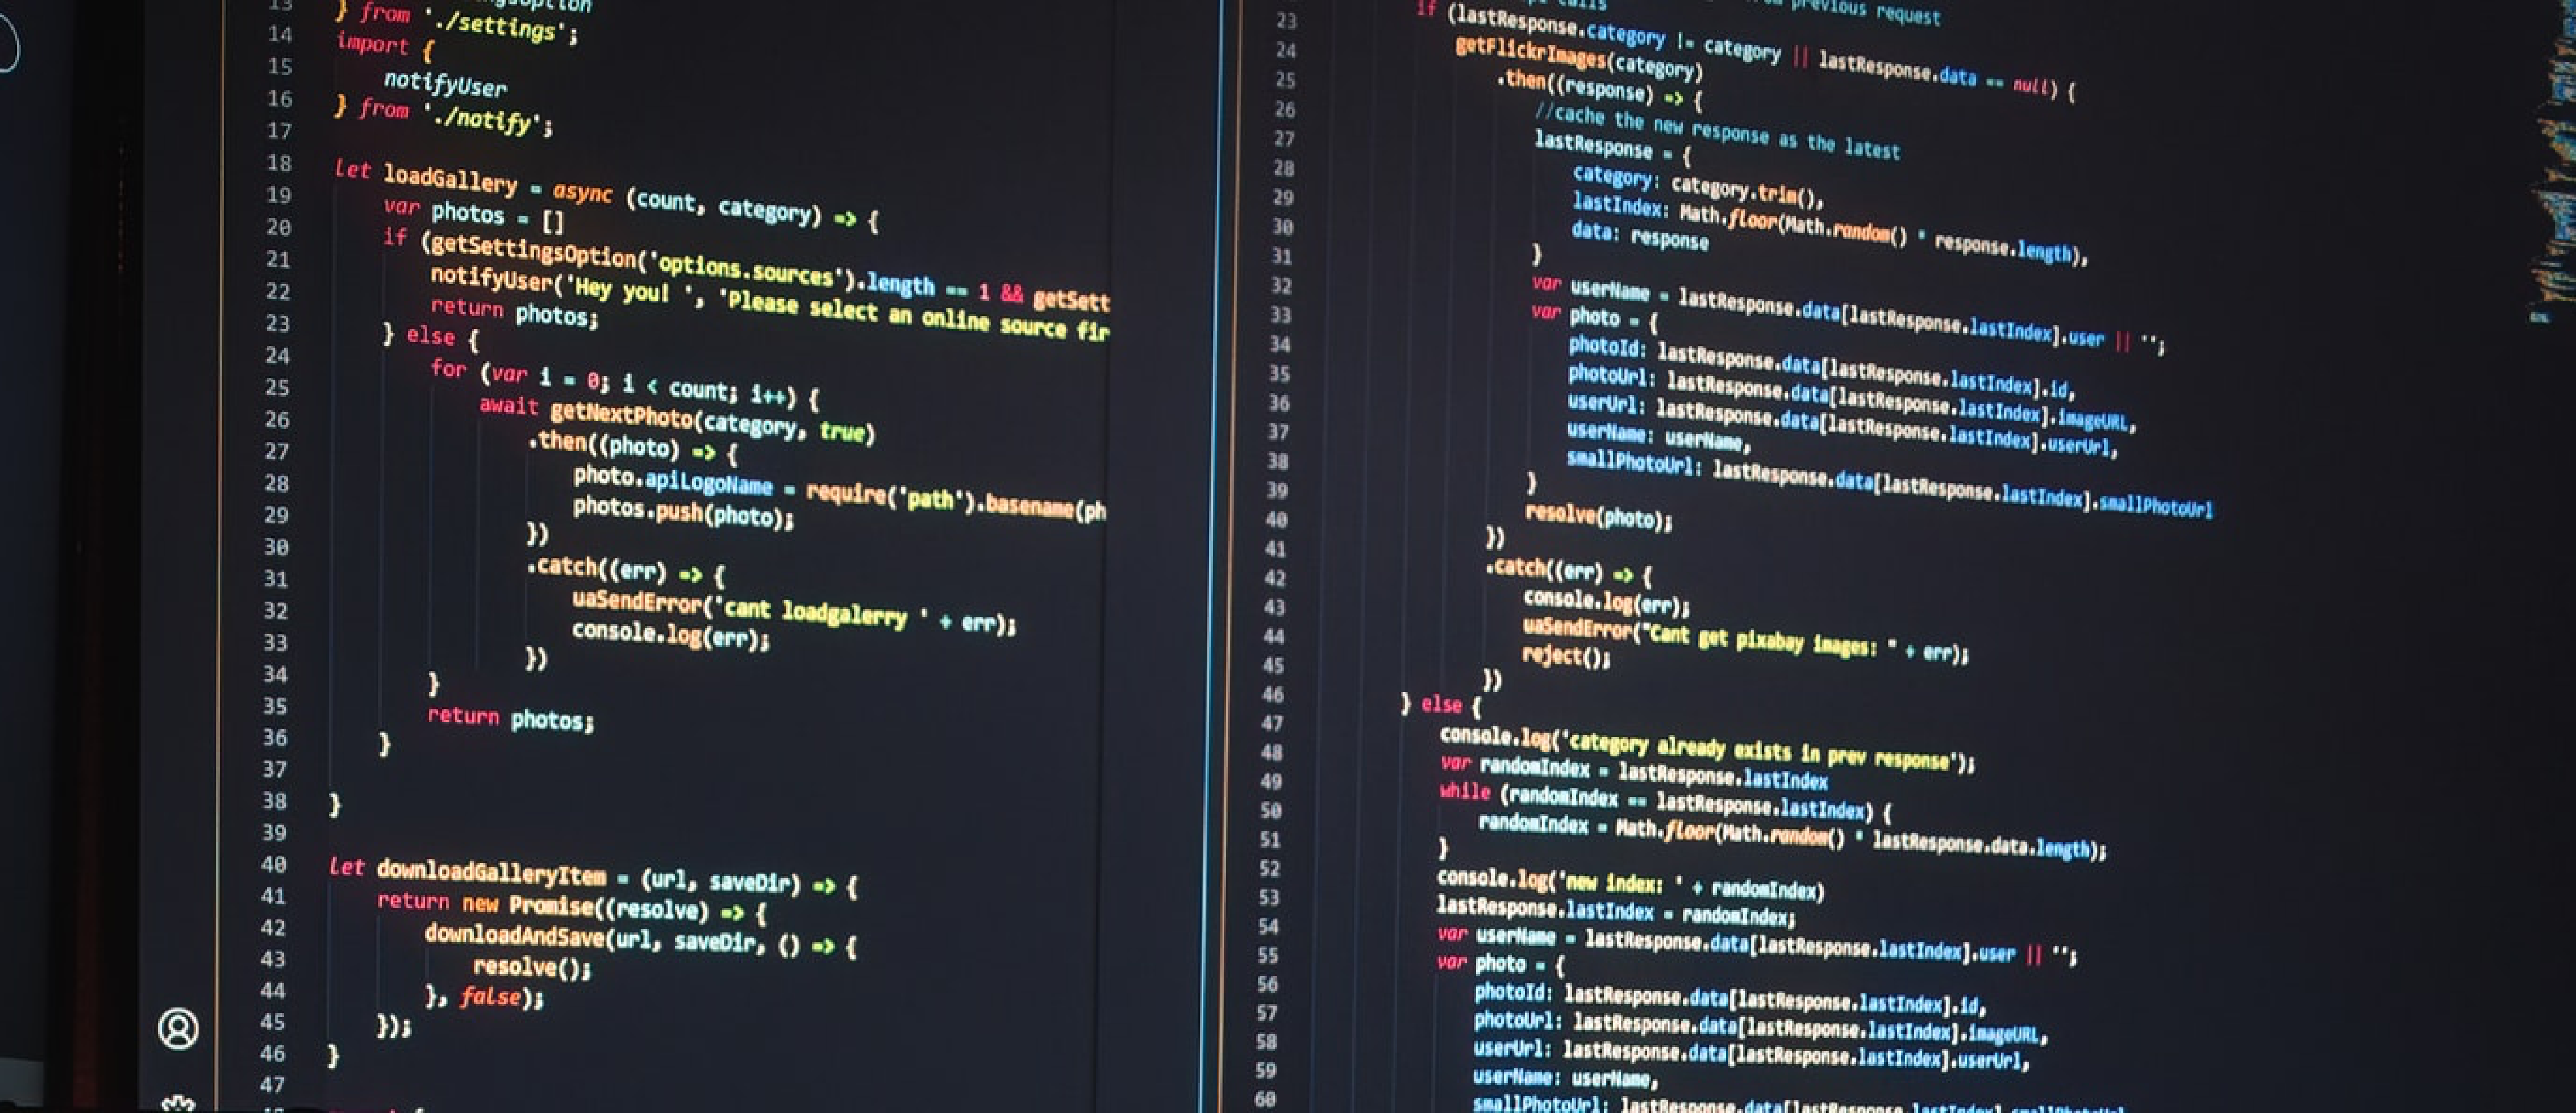 13
} from './settings';
14
import {
15
notifyUser
16
} from './notify';
17
18
let loadGallery = async (count, category) => {
19
var photos = []
20
if (getSettingsOption('options.sources').length == 1 && getSett
21
notifyUser('Hey you! ', 'Please select an online source fir
22
return photos;
23
} else {
24
for (var i = 0; i < count; i++) {
25
await getNextPhoto(category, true)
26
.then((photo) => {
27
photo.apiLogoName = require('path').basename(ph
28
photos.push(photo);
29
})
30
.catch((err) => {
31
uaSendError('cant loadgalerry ' + err);
32
console.log(err);
33
})
34
}
35
return photos;
36
}
37
38
}
39
40
let downloadGalleryItem = (url, saveDir) => {
41
return new Promise((resolve) => {
42
downloadAndSave(url, saveDir, () => {
43
resolve();
44
}, false);
45
});
46
}
47
previous request
23
if (lastResponse.category != category || lastResponse.data == null) {
24
getFlickrImages(category)
25
.then((response) => {
26
//cache the new response as the latest
27
lastResponse = {
28
category: category.trim(),
29
lastIndex: Math.floor(Math.random() * response.length),
30
data: response
31
}
32
var userName = lastResponse.data[lastResponse.lastIndex].user || '';
33
var photo = {
34
photoId: lastResponse.data[lastResponse.lastIndex].id,
35
photoUrl: lastResponse.data[lastResponse.lastIndex].imageURL,
36
userUrl: lastResponse.data[lastResponse.lastIndex].userUrl,
37
userName: userName,
38
smallPhotoUrl: lastResponse.data[lastResponse.lastIndex].smallPhotoUrl
39
}
40
resolve(photo);
41
})
42
.catch((err) => {
43
console.log(err);
44
uaSendError("Cant get pixabay images: " + err);
45
reject();
46
})
47
} else {
48
console.log('category already exists in prev response');
49
var randomIndex = lastResponse.lastIndex
50
while (randomIndex == lastResponse.lastIndex) {
51
randomIndex = Math.floor(Math.random() * lastResponse.data.length);
52
}
53
console.log('new index: ' + randomIndex)
54
lastResponse.lastIndex = randomIndex;
55
var userName = lastResponse.data[lastResponse.lastIndex].user || '';
56
var photo = {
57
photoId: lastResponse.data[lastResponse.lastIndex].id,
58
photoUrl: lastResponse.data[lastResponse.lastIndex].imageURL,
59
userUrl: lastResponse.data[lastResponse.lastIndex].userUrl,
60
userName: userName,
smallPhotoUrl: lastResponse.data[lastResponse.lastIndex].smallPhotoUrl